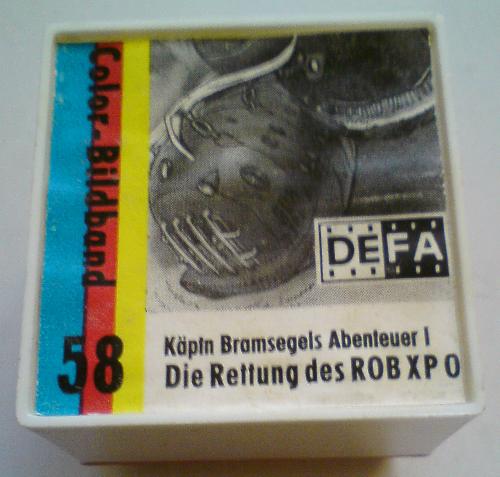 Color-Bildband
58
DEFA
Käptn Bramsegels Abenteuer I
Die Rettung des ROB XP O